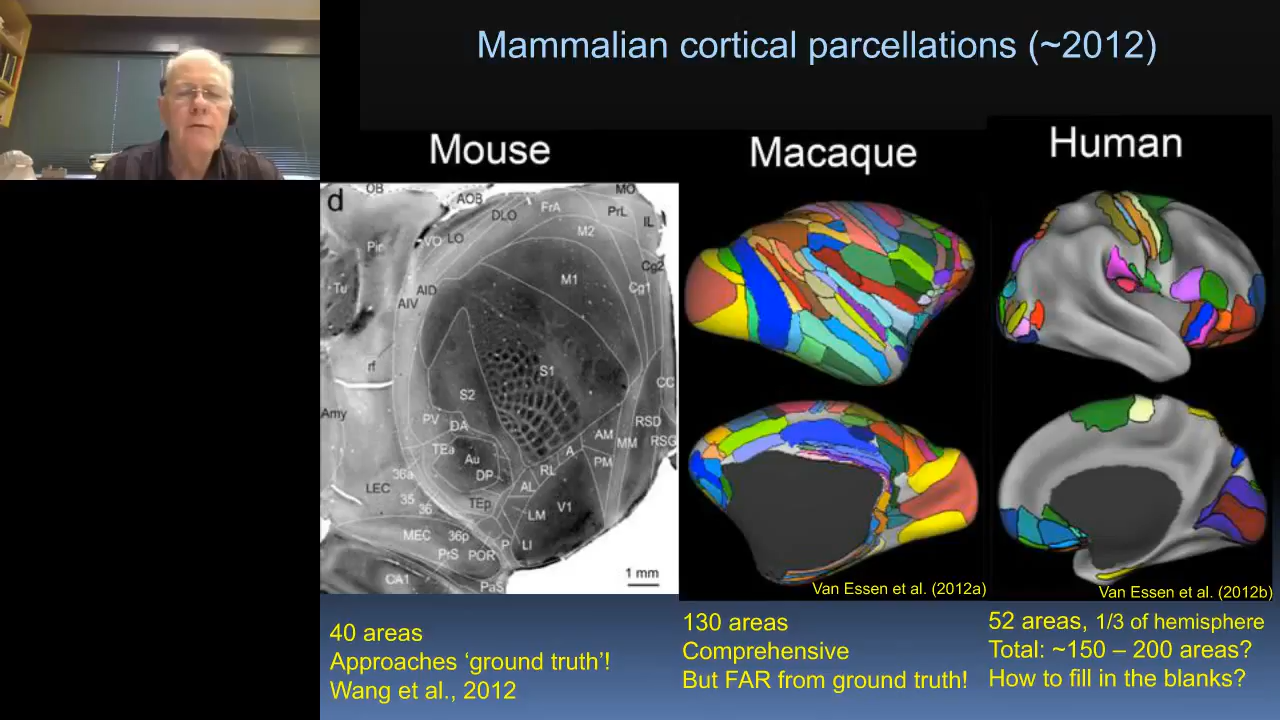 Mammalian cortical parcellations (~2012)
Mouse
Macaque
Human
d
OB
AOB
MO
DLO
FrA
PrL
IL
VO
LO
M2
Pir
Cg2
M1
Cg1
Tu
AID
AIV
rf
S1
S2
CC
Amy
PV
DA
RSD
AM
MM
RSG
TEa
A
Au
PM
36a
DP
RL
LEC
AL
35
TEp
V1
36
LM
MEC
36p
P
LI
PrS
POR
CA1
PaS
1 mm
Van Essen et al. (2012a)
Van Essen et al. (2012b)
40 areas
Approaches ‘ground truth’!
Wang et al., 2012
130 areas
Comprehensive
But FAR from ground truth!
52 areas, 1/3 of hemisphere
Total: ~150 – 200 areas?
How to fill in the blanks?